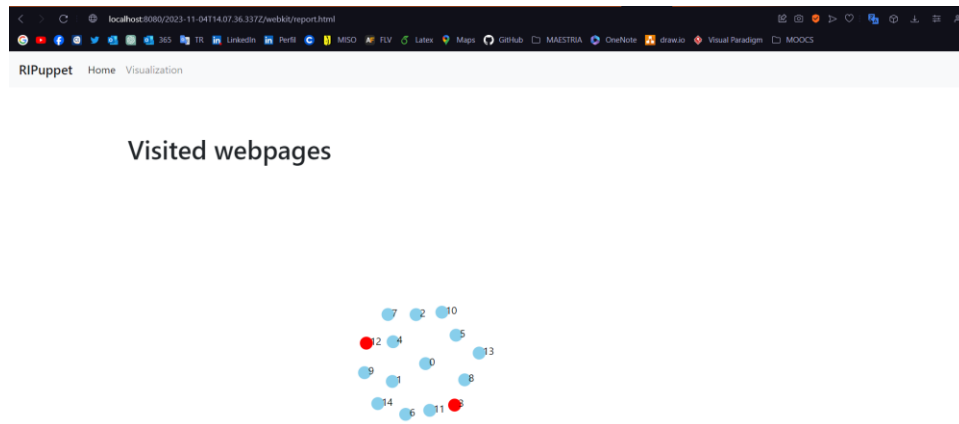 localhost:8080/2023-11-04T14.07.36.337Z/webkit/report.html
365 TR LinkedIn Perfil MISO FLV Latex Maps GitHub MAESTRIA OneNote draw.io Visual Paradigm MOOCS
RIPuppet Home Visualization
Visited webpages
7 2 10
5
12 4
13
0
9 1 8
14 6 11 3